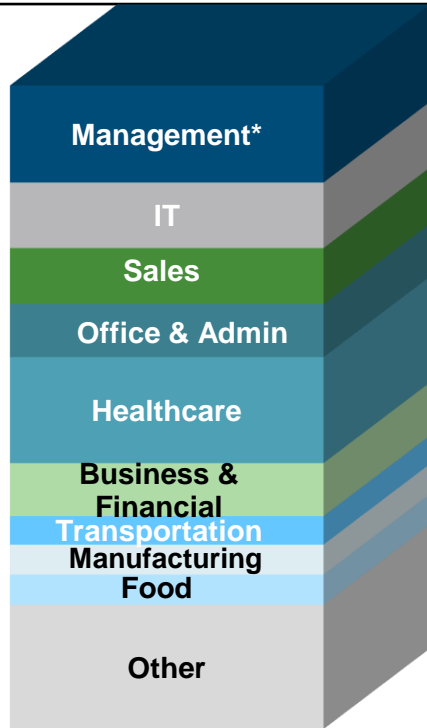 Management*
IT
Sales
Office & Admin
Healthcare
Business &
Financial
Transportation
Manufacturing
Food
Other